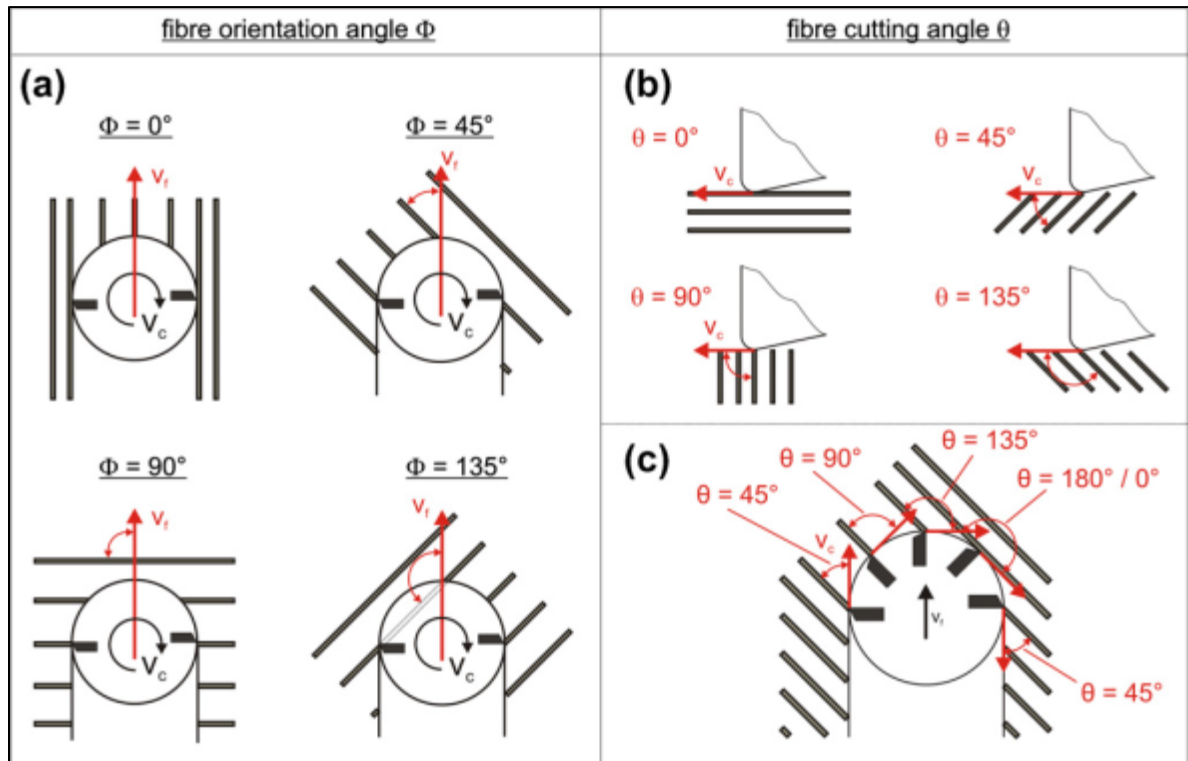 fibre orientation angle Φ
fibre cutting angle θ
(a)
Φ = 0°
Φ = 45°
V_f
V_f
V_c
V_c
Φ = 90°
Φ = 135°
V_f
V_f
V_c
V_c
(b)
θ = 0°
θ = 45°
V_c
V_c
θ = 90°
θ = 135°
V_c
(c)
θ = 135°
θ = 90°
θ = 180° / 0°
θ = 45°
V_c
V_f
θ = 45°